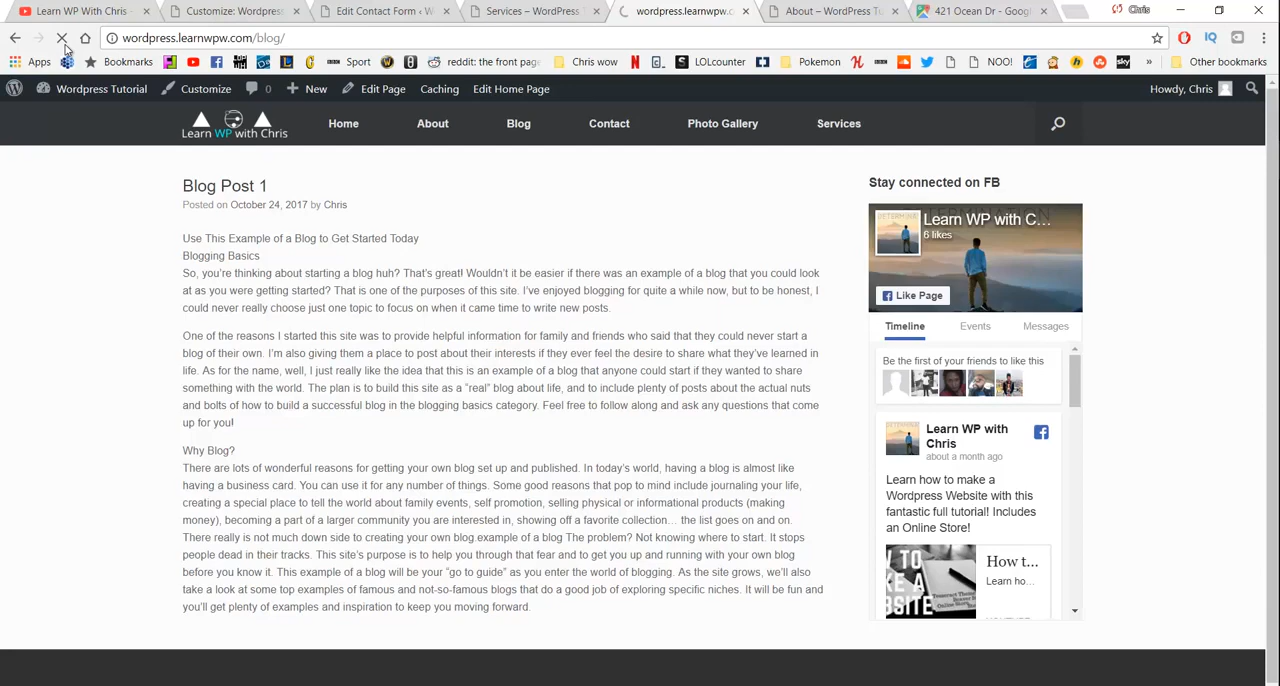 Learn WP With Chris -
Customize: Wordpress
Edit Contact Form ‹ W
Services – WordPress T
wordpress.learnwpw.c
About – WordPress Tu
421 Ocean Dr - Goog
Chris
wordpress.learnwpw.com/blog/
Apps
Bookmarks
Sport
reddit: the front page
Chris wow
LOLcounter
Pokemon
NOO!
sky
»
Other bookmarks
Wordpress Tutorial
Customize
0
New
Edit Page
Caching
Edit Home Page
Howdy, Chris
Learn WP with Chris
Home
About
Blog
Contact
Photo Gallery
Services
Blog Post 1
Posted on October 24, 2017 by Chris
Use This Example of a Blog to Get Started Today
Blogging Basics
So, you're thinking about starting a blog huh? That's great! Wouldn't it be easier if there was an example of a blog that you could look
at as you were getting started? That is one of the purposes of this site. I've enjoyed blogging for quite a while now, but to be honest, I
could never really choose just one topic to focus on when it came time to write new posts.
One of the reasons I started this site was to provide helpful information for family and friends who said that they could never start a
blog of their own. I'm also giving them a place to post about their interests if they ever feel the desire to share what they've learned in
life. As for the name, well, I just really like the idea that this is an example of a blog that anyone could start if they wanted to share
something with the world. The plan is to build this site as a "real" blog about life, and to include plenty of posts about the actual nuts
and bolts of how to build a successful blog in the blogging basics category. Feel free to follow along and ask any questions that come
up for you!
Why Blog?
There are lots of wonderful reasons for getting your own blog set up and published. In today's world, having a blog is almost like
having a business card. You can use it for any number of things. Some good reasons that pop to mind include journaling your life,
creating a special place to tell the world about family events, self promotion, selling physical or informational products (making
money), becoming a part of a larger community you are interested in, showing off a favorite collection… the list goes on and on.
There really is not much down side to creating your own blog.example of a blog The problem? Not knowing where to start. It stops
people dead in their tracks. This site's purpose is to help you through that fear and to get you up and running with your own blog
before you know it. This example of a blog will be your "go to guide" as you enter the world of blogging. As the site grows, we'll also
take a look at some top examples of famous and not-so-famous blogs that do a good job of exploring specific niches. It will be fun and
you'll get plenty of examples and inspiration to keep you moving forward.
Stay connected on FB
Learn WP with C...
6 likes
Like Page
Timeline
Events
Messages
Be the first of your friends to like this
Learn WP with
Chris
about a month ago
Learn how to make a
Wordpress Website with this
fantastic full tutorial! Includes
an Online Store!
How t...
Learn ho...